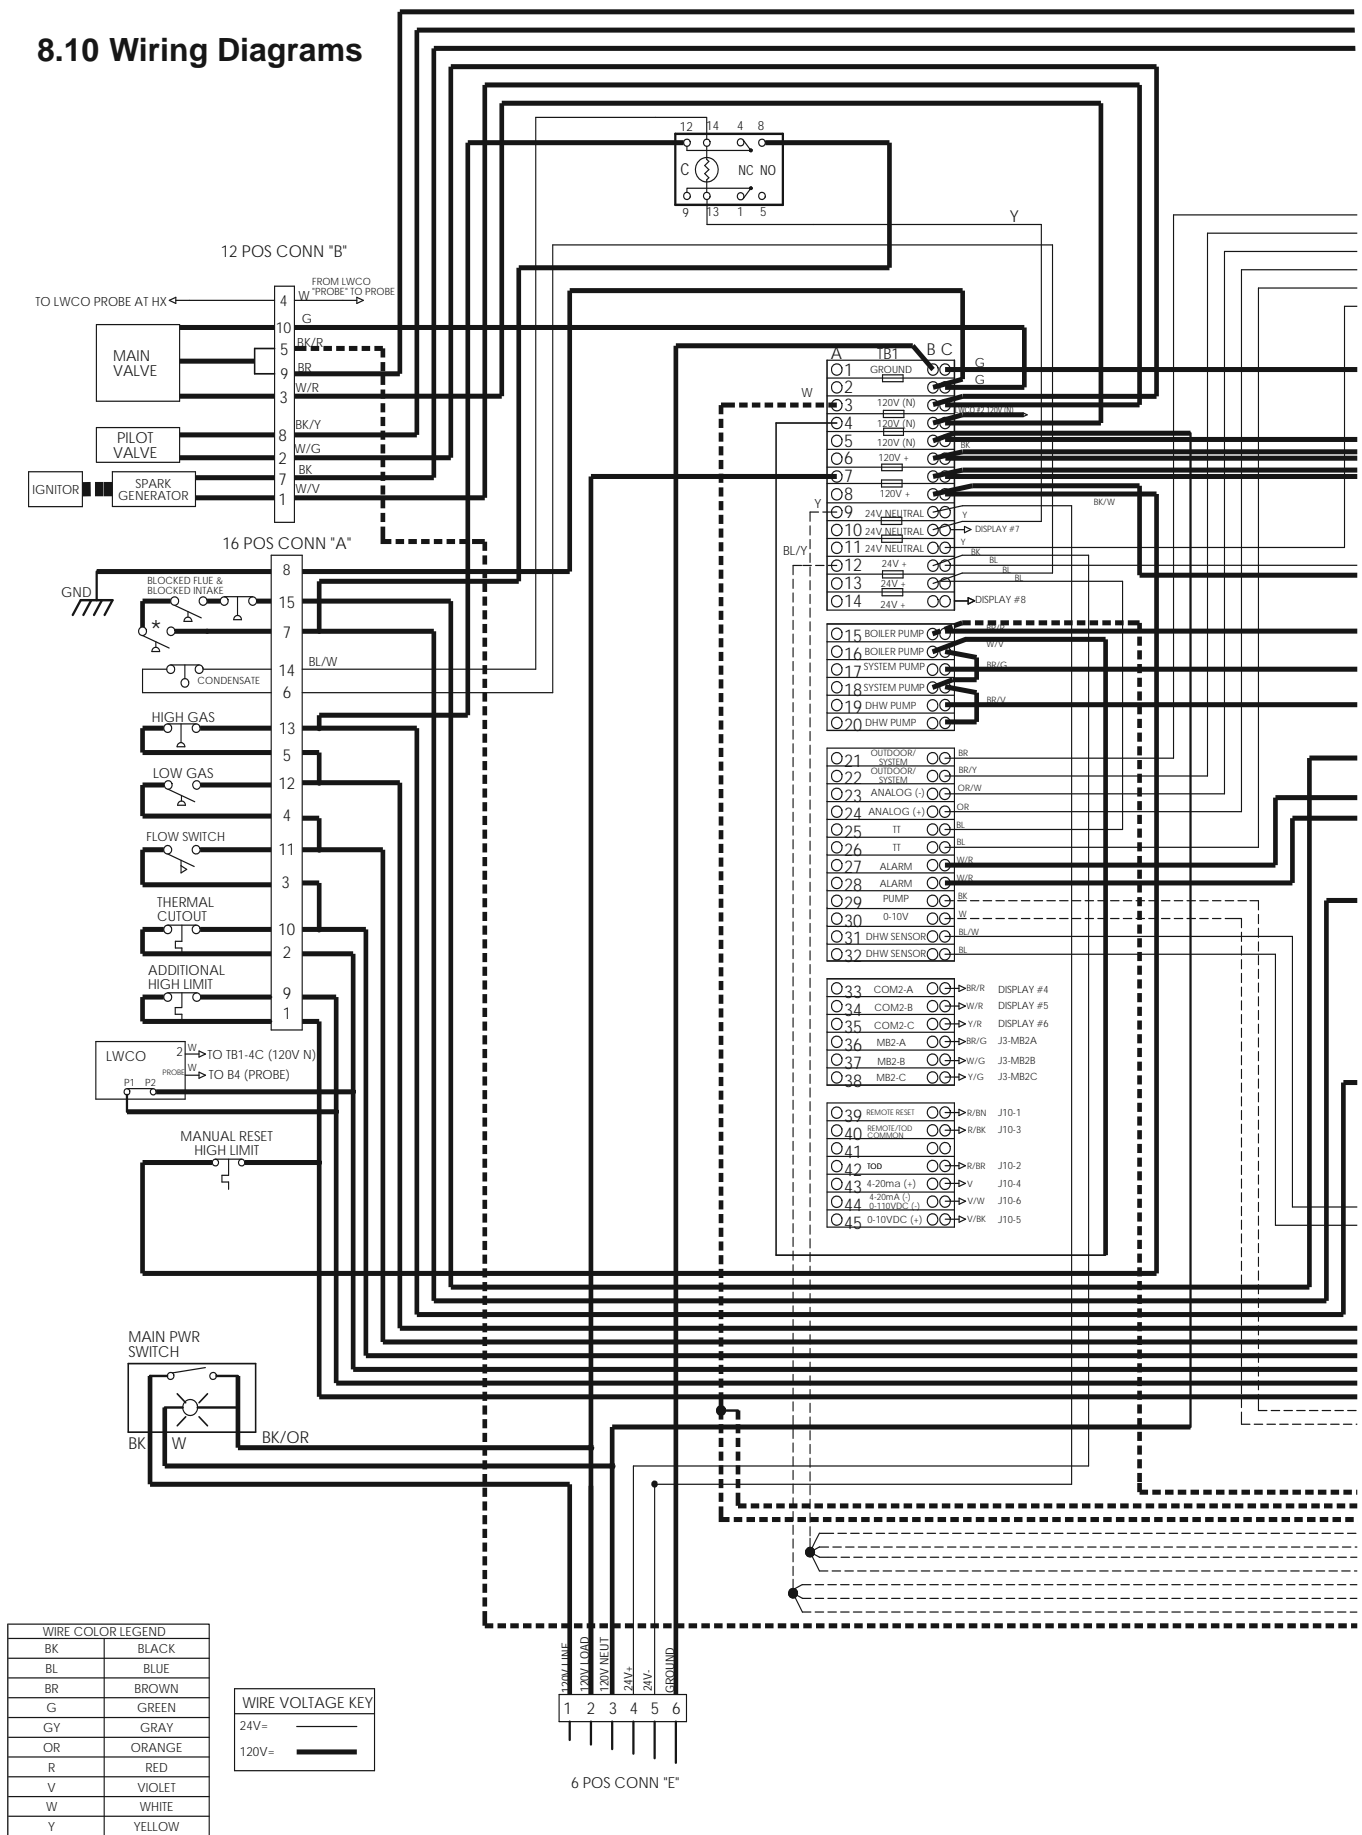 8.10 Wiring Diagrams
12 14 4 8
C NC NO
9 13 1 5
Y
12 POS CONN "B"
TO LWCO PROBE AT HX
4
W
FROM LWCO
"PROBE" TO PROBE
MAIN
VALVE
10 G
5 BK/R
9 BR
3 W/R
PILOT
VALVE
8 BK/Y
2 W/G
IGNITOR
SPARK
GENERATOR
7 BK
1 W/V
16 POS CONN "A"
GND
8
BLOCKED FLUE &
BLOCKED INTAKE
15
*
7
14 BL/W
CONDENSATE
6
HIGH GAS
13
5
LOW GAS
12
4
FLOW SWITCH
11
3
THERMAL
CUTOUT
10
2
ADDITIONAL
HIGH LIMIT
9
1
LWCO
2 W TO TB1-4C (120V N)
PROBE W TO B4 (PROBE)
P1 P2
MANUAL RESET
HIGH LIMIT
MAIN PWR
SWITCH
BK W BK/OR
A TB1 B C
1 GROUND G
2 G
W
3 120V (N)
4 120V (N)
5 120V (N)
6 120V + BK
7
8 120V +
BK/W
Y
9 24V NEUTRAL Y
10 24V NEUTRAL DISPLAY #7
11 24V NEUTRAL Y
BL/Y
BK
12 24V + BL
BL
13 24V + BL
14 24V + DISPLAY #8
15 BOILER PUMP
16 BOILER PUMP W/V
17 SYSTEM PUMP BR/G
18 SYSTEM PUMP
19 DHW PUMP BR/V
20 DHW PUMP
21 OUTDOOR/
SYSTEM BR
22 OUTDOOR/
SYSTEM BR/Y
23 ANALOG (-) OR/W
24 ANALOG (+) OR
25 TT BL
26 TT BL
27 ALARM W/R
28 ALARM W/R
29 PUMP BK
30 0-10V W
31 DHW SENSOR BL/W
32 DHW SENSOR BL
33 COM2-A BR/R DISPLAY #4
34 COM2-B W/R DISPLAY #5
35 COM2-C Y/R DISPLAY #6
36 MB2-A BR/G J3-MB2A
37 MB2-B W/G J3-MB2B
38 MB2-C Y/G J3-MB2C
39 REMOTE RESET R/BN J10-1
40 REMOTE/TOD
COMMON R/BK J10-3
41
42 TOD R/BR J10-2
43 4-20ma (+) V J10-4
44 4-20mA (-)
0-110VDC (-) V/W J10-6
45 0-10VDC (+) V/BK J10-5
120V LINE
120V LOAD
120V NEUT
24V+
24V-
GROUND
1 2 3 4 5 6
6 POS CONN "E"
WIRE COLOR LEGEND
BK BLACK
BL BLUE
BR BROWN
G GREEN
GY GRAY
OR ORANGE
R RED
V VIOLET
W WHITE
Y YELLOW
WIRE VOLTAGE KEY
24V=
120V=